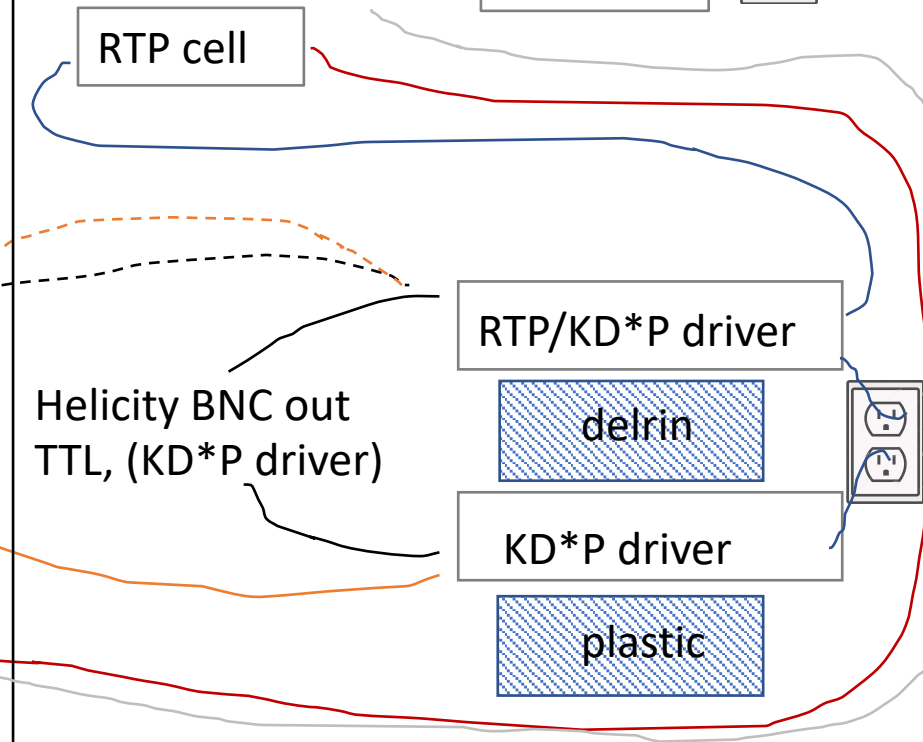 RTP cell
RTP/KD*P driver
delrin
Helicity BNC out
TTL, (KD*P driver)
KD*P driver
plastic